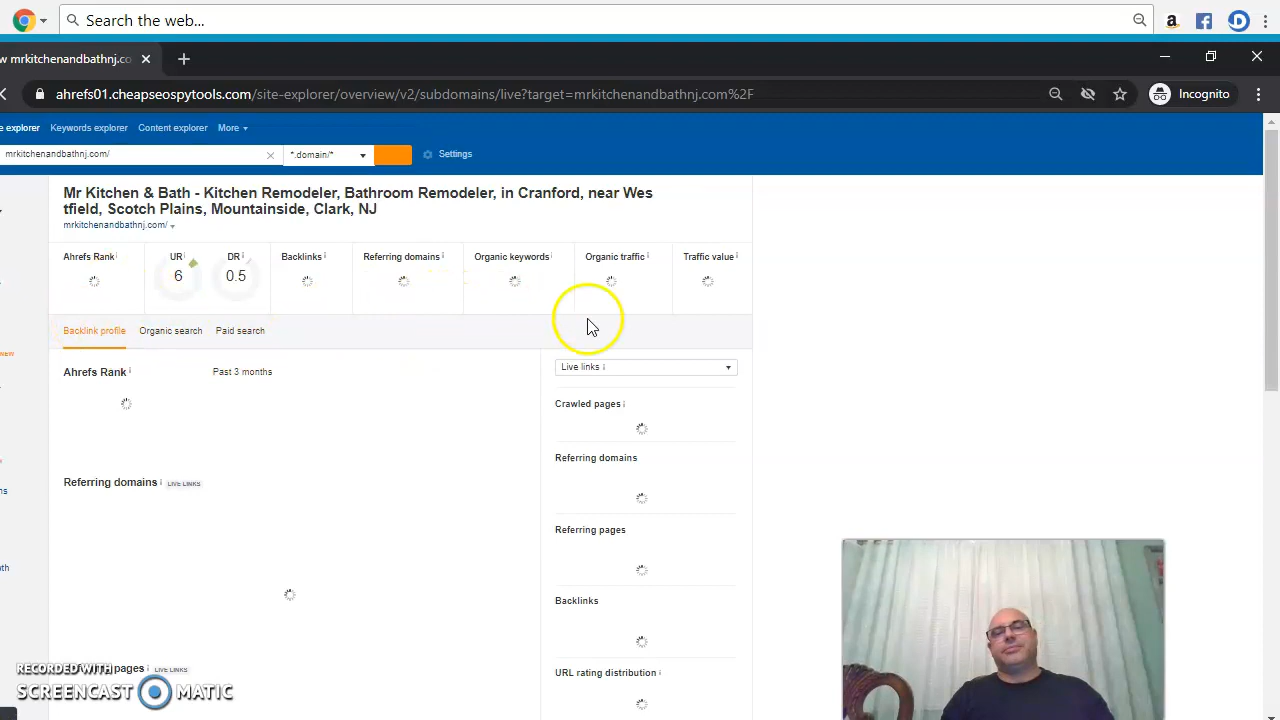 Search the web...
w mrkitchenandbathnj.co
ahrefs01.cheapseospytools.com/site-explorer/overview/v2/subdomains/live?target=mrkitchenandbathnj.com%2F
Incognito
e explorer Keywords explorer Content explorer More
mrkitchenandbathnj.com/ *.domain/* Settings
Mr Kitchen & Bath - Kitchen Remodeler, Bathroom Remodeler, in Cranford, near Wes
tfield, Scotch Plains, Mountainside, Clark, NJ
mrkitchenandbathnj.com/
Ahrefs Rank UR DR Backlinks Referring domains Organic keywords Organic traffic Traffic value
6 0.5
Backlink profile Organic search Paid search
EW
Ahrefs Rank Past 3 months
Live links
Crawled pages
Referring domains
Referring domains LIVE LINKS
ns
Referring pages
oth
Backlinks
pages LIVE LINKS
URL rating distribution
RECORDED WITH
SCREENCAST MATIC